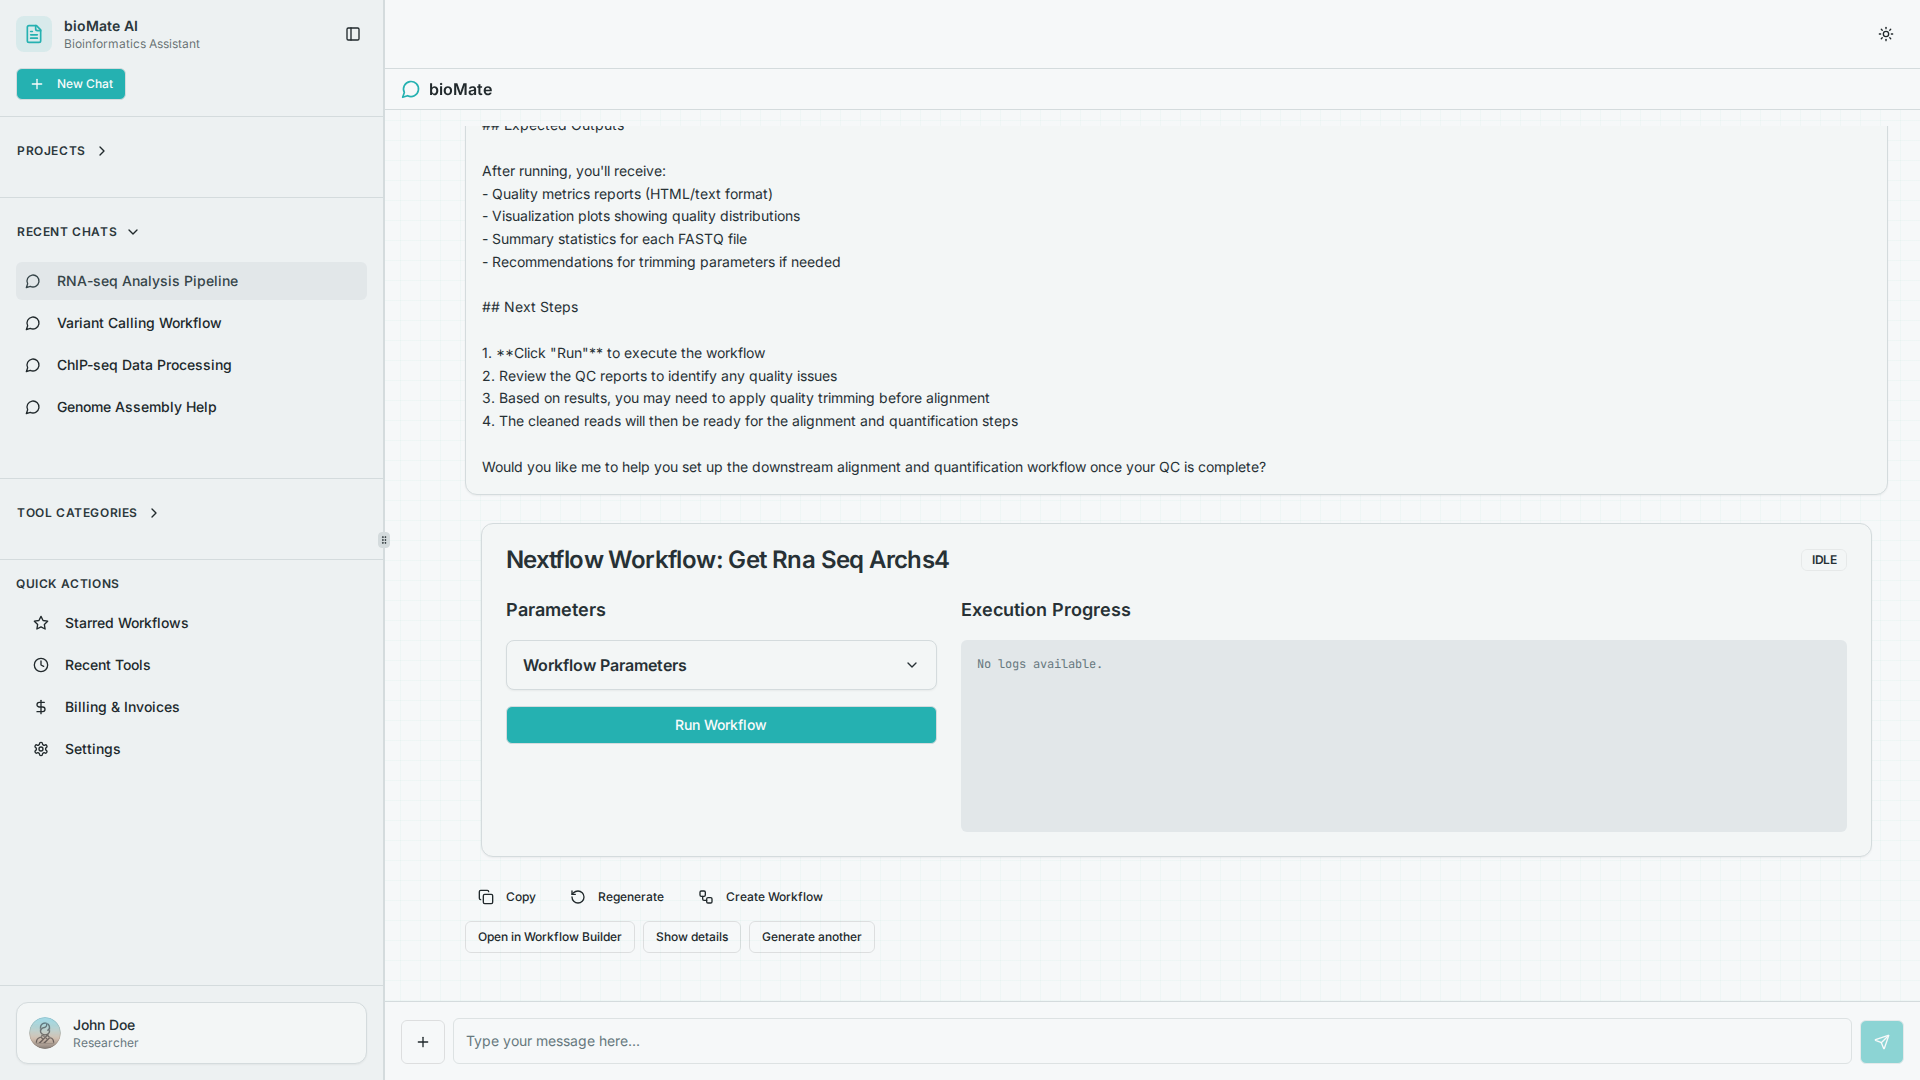 bioMate AI
Bioinformatics Assistant
New Chat
PROJECTS
RECENT CHATS
RNA-seq Analysis Pipeline
Variant Calling Workflow
ChIP-seq Data Processing
Genome Assembly Help
TOOL CATEGORIES
QUICK ACTIONS
Starred Workflows
Recent Tools
Billing & Invoices
Settings
John Doe
Researcher
bioMate
## Expected Outputs
After running, you'll receive:
- Quality metrics reports (HTML/text format)
- Visualization plots showing quality distributions
- Summary statistics for each FASTQ file
- Recommendations for trimming parameters if needed
## Next Steps
1. **Click "Run"** to execute the workflow
2. Review the QC reports to identify any quality issues
3. Based on results, you may need to apply quality trimming before alignment
4. The cleaned reads will then be ready for the alignment and quantification steps
Would you like me to help you set up the downstream alignment and quantification workflow once your QC is complete?
Nextflow Workflow: Get Rna Seq Archs4
IDLE
Parameters
Workflow Parameters
Run Workflow
Execution Progress
No logs available.
Copy
Regenerate
Create Workflow
Open in Workflow Builder
Show details
Generate another
Type your message here...